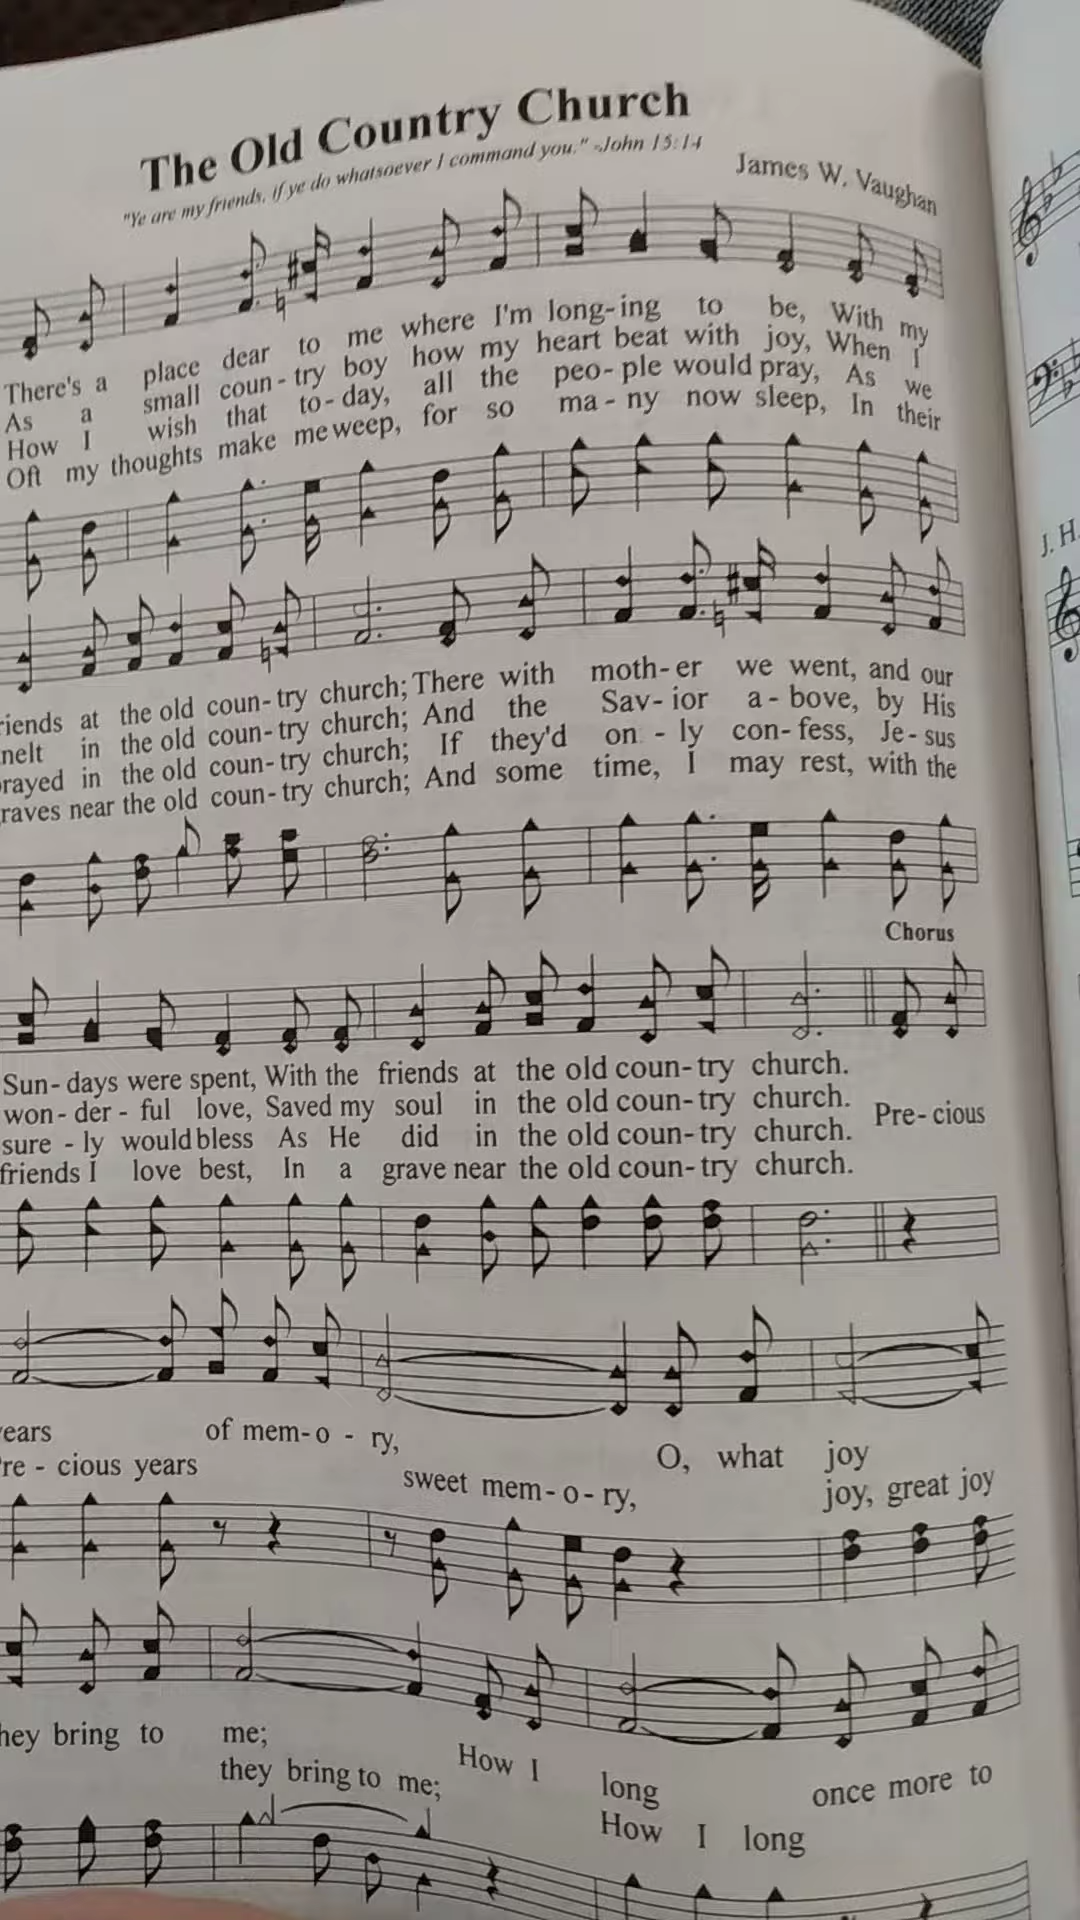 The Old Country Church
"Ye are my friends, if ye do whatsoever I command you." -John 15:14
James W. Vaughan
There's a place dear to me where I'm long-ing to be, With my
As a small coun-try boy how my heart beat with joy, When I
How I wish that to-day, all the peo-ple would pray, As we
Oft my thoughts make me weep, for so ma-ny now sleep, In their
riends at the old coun-try church; There with moth-er we went, and our
nelt in the old coun-try church; And the Sav-ior a-bove, by His
rayed in the old coun-try church; If they'd on-ly con-fess, Je-sus
raves near the old coun-try church; And some time, I may rest, with the
Chorus
Sun-days were spent, With the friends at the old coun-try church.
won-der-ful love, Saved my soul in the old coun-try church.
sure-ly would bless As He did in the old coun-try church.
friends I love best, In a grave near the old coun-try church.
Pre-cious
ears of mem-o-ry, O, what joy
re-cious years sweet mem-o-ry, joy, great joy
hey bring to me; How I long once more to
they bring to me; How I long
J. H.